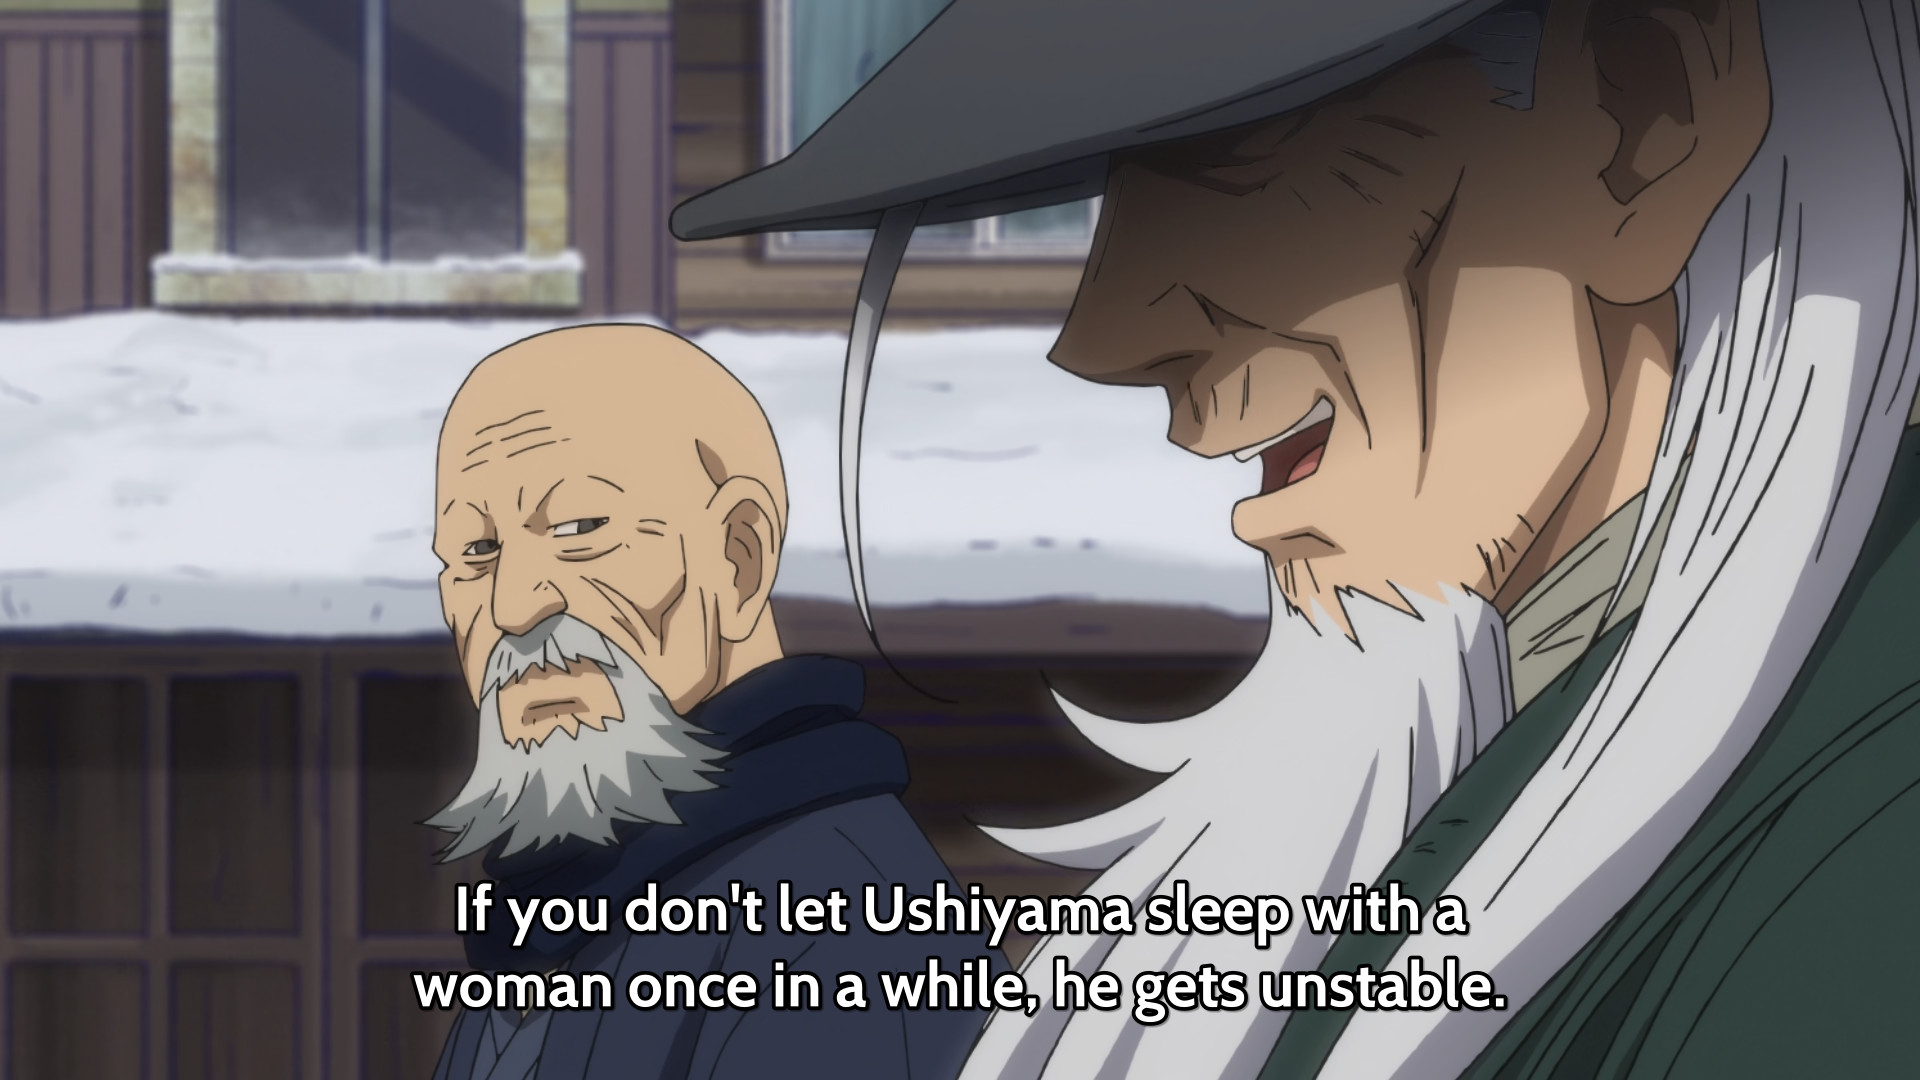 If you don't let Ushiyama sleep with a
woman once in a while, he gets unstable.